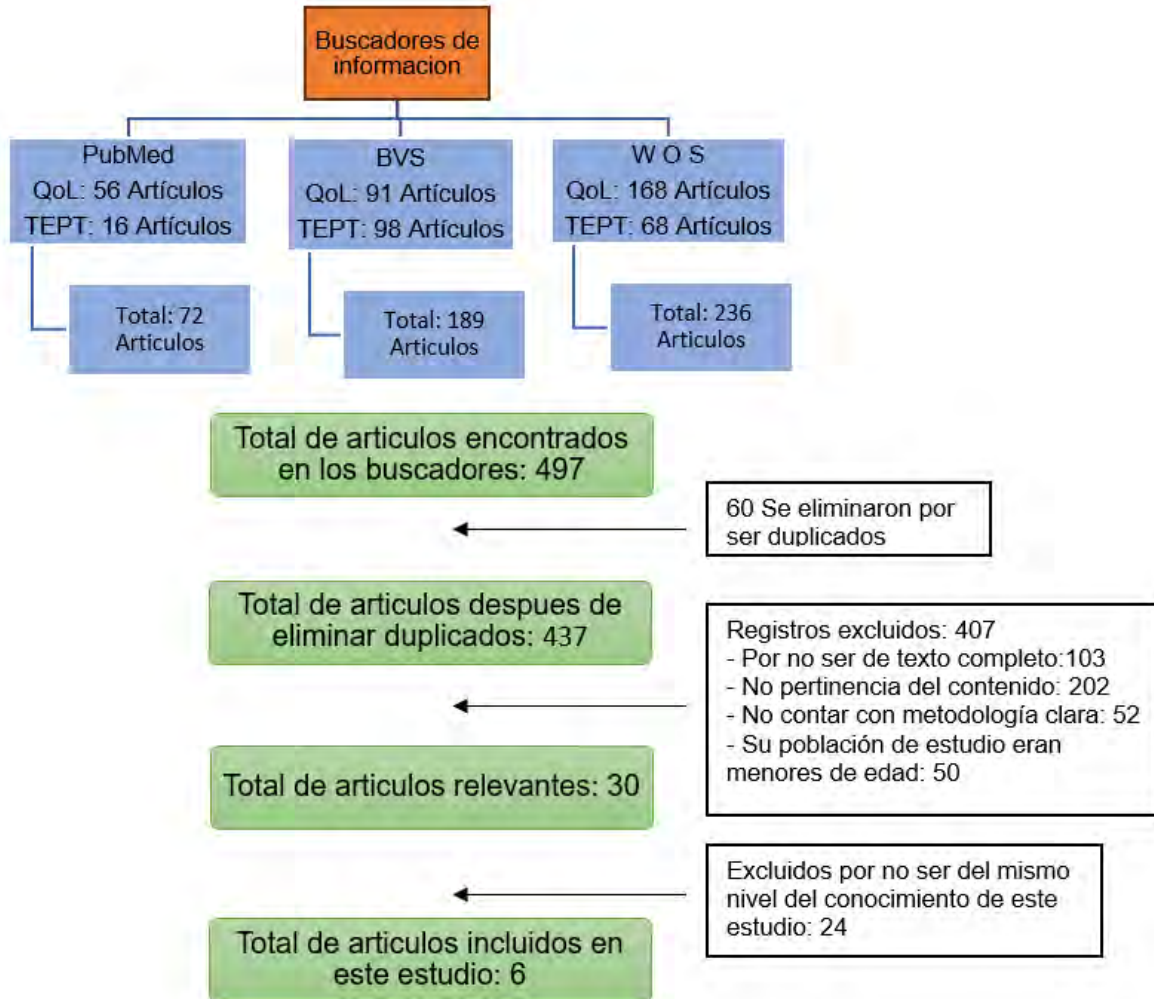 Buscadores de
informacion
PubMed
QoL: 56 Artículos
TEPT: 16 Artículos
BVS
QoL: 91 Artículos
TEPT: 98 Artículos
W O S
QoL: 168 Artículos
TEPT: 68 Artículos
Total: 72
Articulos
Total: 189
Articulos
Total: 236
Articulos
Total de articulos encontrados
en los buscadores: 497
60 Se eliminaron por
ser duplicados
Total de articulos despues de
eliminar duplicados: 437
Registros excluidos: 407
- Por no ser de texto completo:103
- No pertinencia del contenido: 202
- No contar con metodología clara: 52
- Su población de estudio eran
menores de edad: 50
Total de articulos relevantes: 30
Excluidos por no ser del mismo
nivel del conocimiento de este
estudio: 24
Total de articulos incluidos en
este estudio: 6